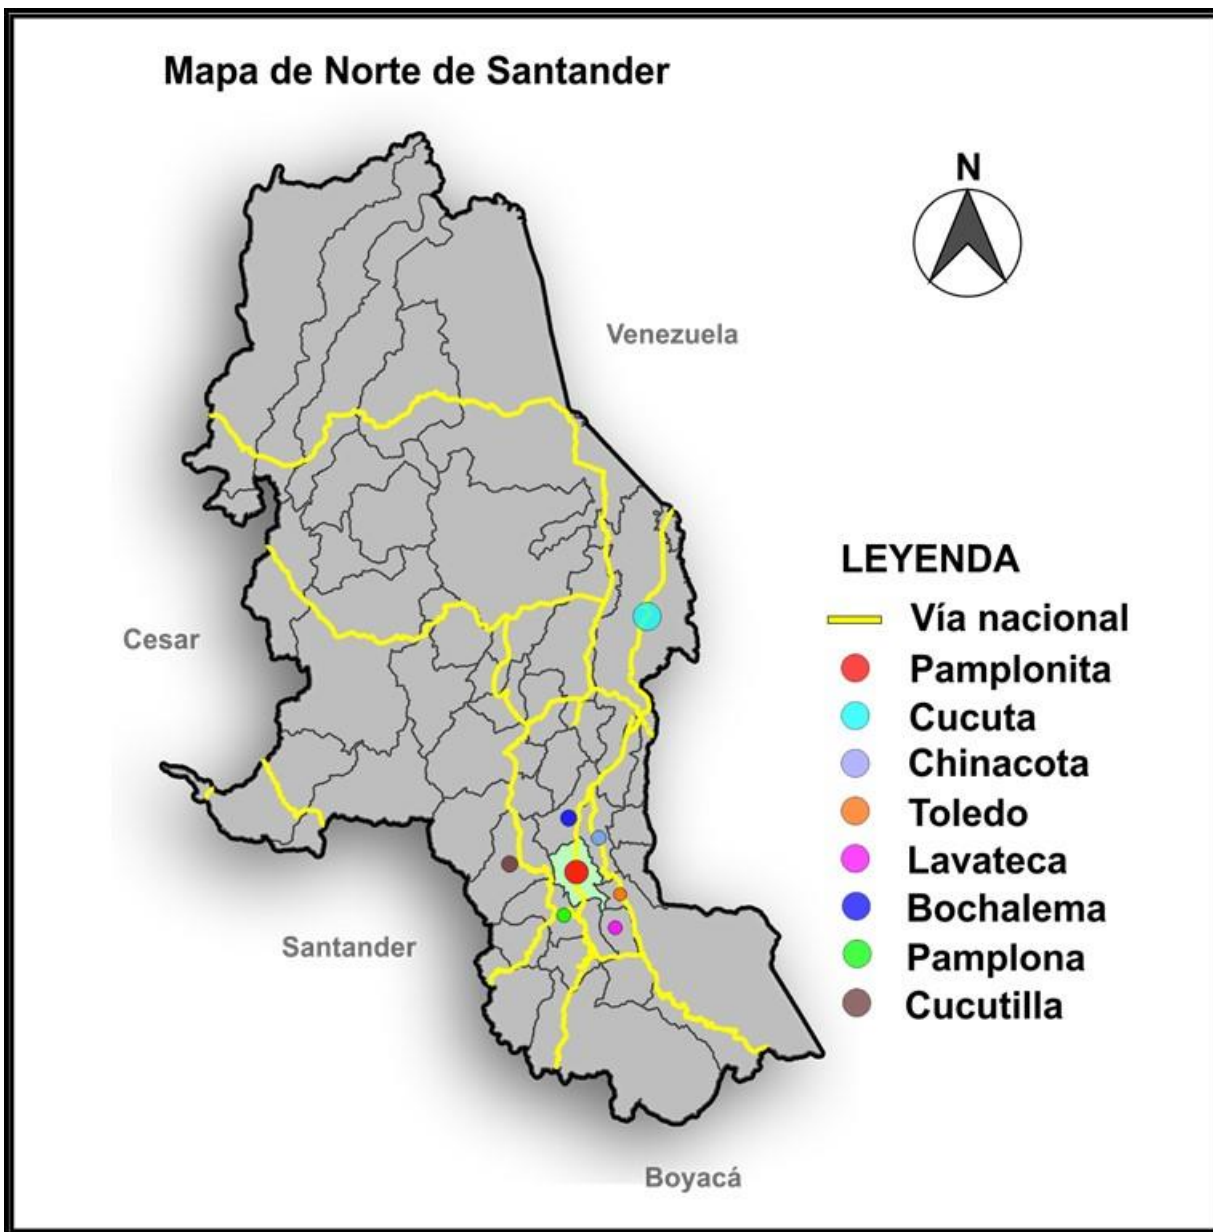 Mapa de Norte de Santander
N
Venezuela
LEYENDA
Vía nacional
Cesar
Pamplonita
Cucuta
Chinacota
Toledo
Lavateca
Bochalema
Santander
Pamplona
Cucutilla
Boyacá